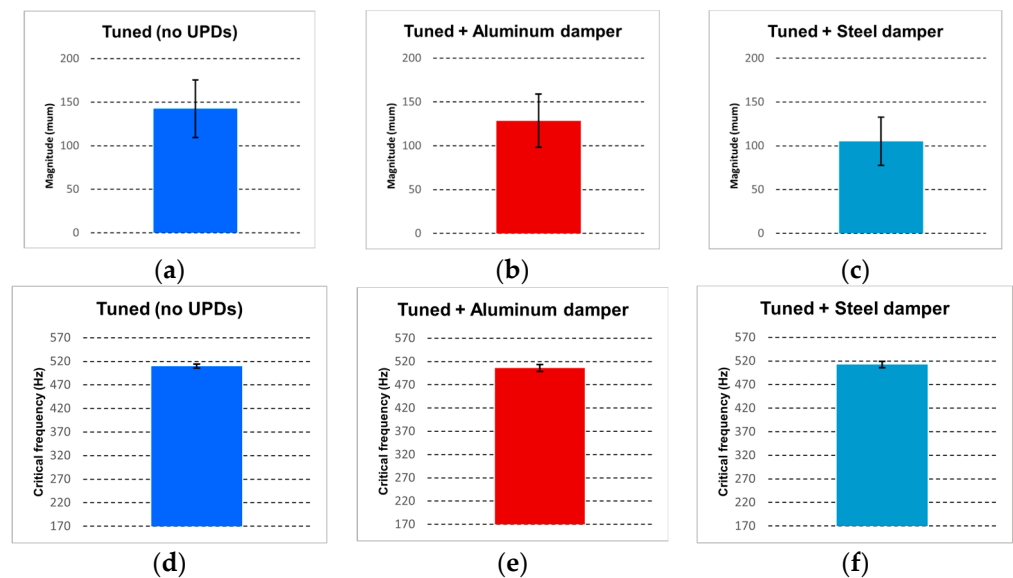 Tuned (no UPDs)
Magnitude (mum)
200
150
100
50
0
(a)
Tuned + Aluminum damper
Magnitude (mum)
200
150
100
50
0
(b)
Tuned + Steel damper
Magnitude (mum)
200
150
100
50
0
(c)
Tuned (no UPDs)
Critical frequency (Hz)
570
520
470
420
370
320
270
220
170
(d)
Tuned + Aluminum damper
Critical frequency (Hz)
570
520
470
420
370
320
270
220
170
(e)
Tuned + Steel damper
Critical frequency (Hz)
570
520
470
420
370
320
270
220
170
(f)